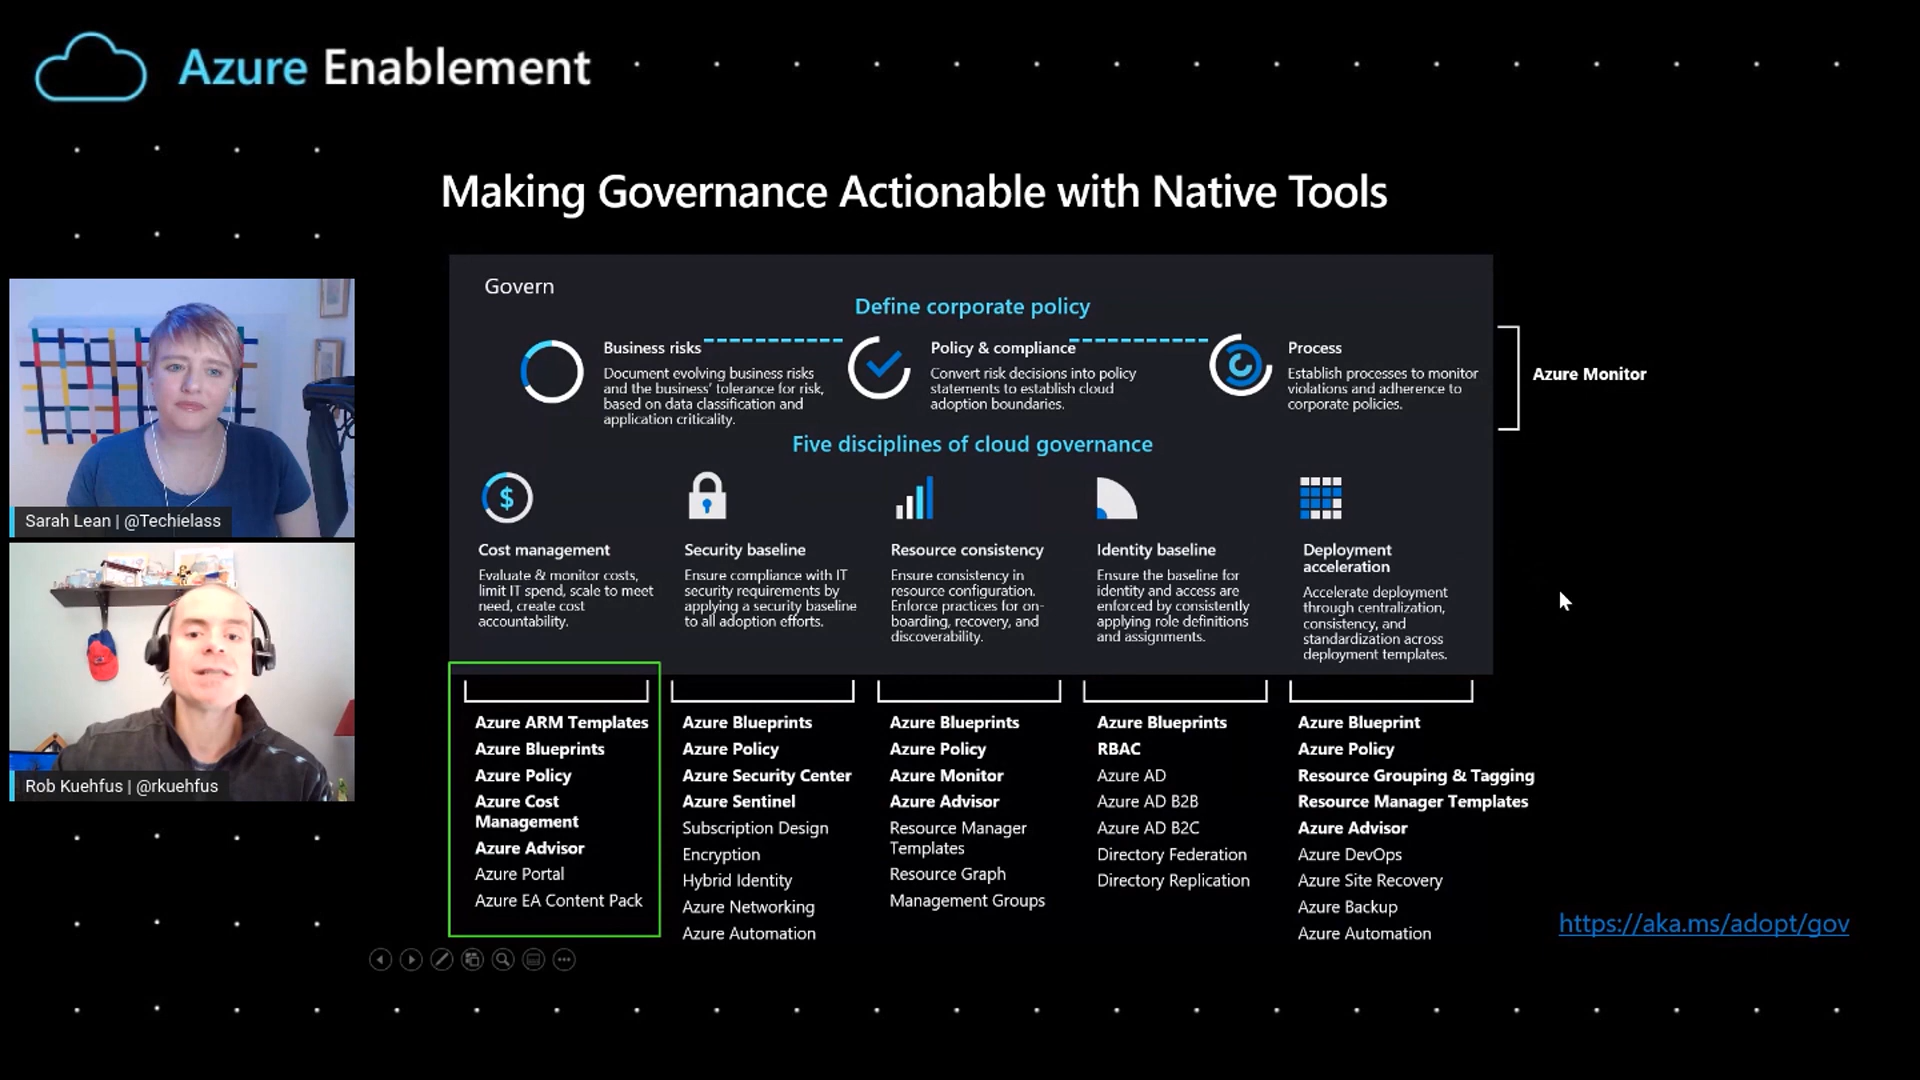 Azure Enablement
Making Governance Actionable with Native Tools
Govern
Define corporate policy
Business risks
Document evolving business risks
and the business' tolerance for risk,
based on data classification and
application criticality.
Policy & compliance
Convert risk decisions into policy
statements to establish cloud
adoption boundaries.
Process
Establish processes to monitor
violations and adherence to
corporate policies.
Azure Monitor
Five disciplines of cloud governance
$
Cost management
Evaluate & monitor costs,
limit IT spend, scale to meet
need, create cost
accountability.
Security baseline
Ensure compliance with IT
security requirements by
applying a security baseline
to all adoption efforts.
Resource consistency
Ensure consistency in
resource configuration.
Enforce practices for on-
boarding, recovery, and
discoverability.
Identity baseline
Ensure the baseline for
identity and access are
enforced by consistently
applying role definitions
and assignments.
Deployment
acceleration
Accelerate deployment
through centralization,
consistency, and
standardization across
deployment templates.
Azure ARM Templates
Azure Blueprints
Azure Policy
Azure Cost
Management
Azure Advisor
Azure Portal
Azure EA Content Pack
Azure Blueprints
Azure Policy
Azure Security Center
Azure Sentinel
Subscription Design
Encryption
Hybrid Identity
Azure Networking
Azure Automation
Azure Blueprints
Azure Policy
Azure Monitor
Azure Advisor
Resource Manager
Templates
Resource Graph
Management Groups
Azure Blueprints
RBAC
Azure AD
Azure AD B2B
Azure AD B2C
Directory Federation
Directory Replication
Azure Blueprint
Azure Policy
Resource Grouping & Tagging
Resource Manager Templates
Azure Advisor
Azure DevOps
Azure Site Recovery
Azure Backup
Azure Automation
https://aka.ms/adopt/gov
Sarah Lean | @Techielass
Rob Kuehfus | @rkuehfus